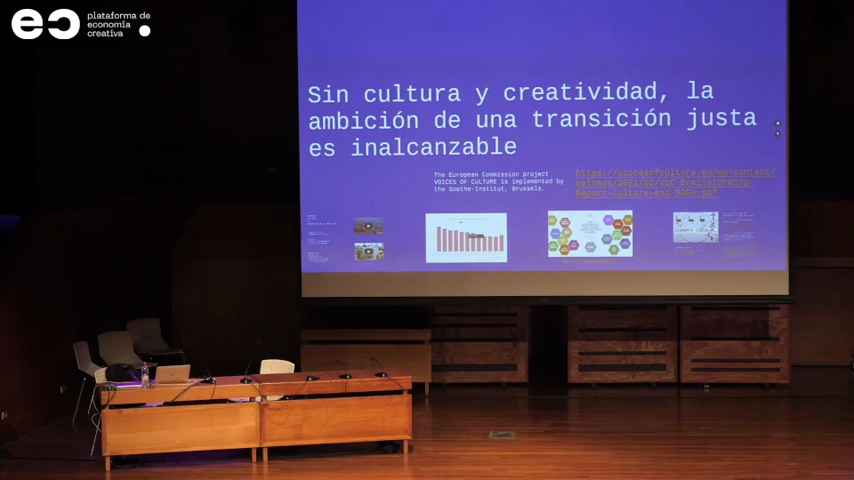 plataforma de
economía
creativa
Sin cultura y creatividad, la
ambición de una transición justa
es inalcanzable
The European Commission project
VOICES OF CULTURE is implemented by
the Goethe-Institut, Brussels.
https://voicesofculture.eu/wp-content/
uploads/2021/02/VoC-Brainstorming-
Report-Culture-and-SDGs.pdf